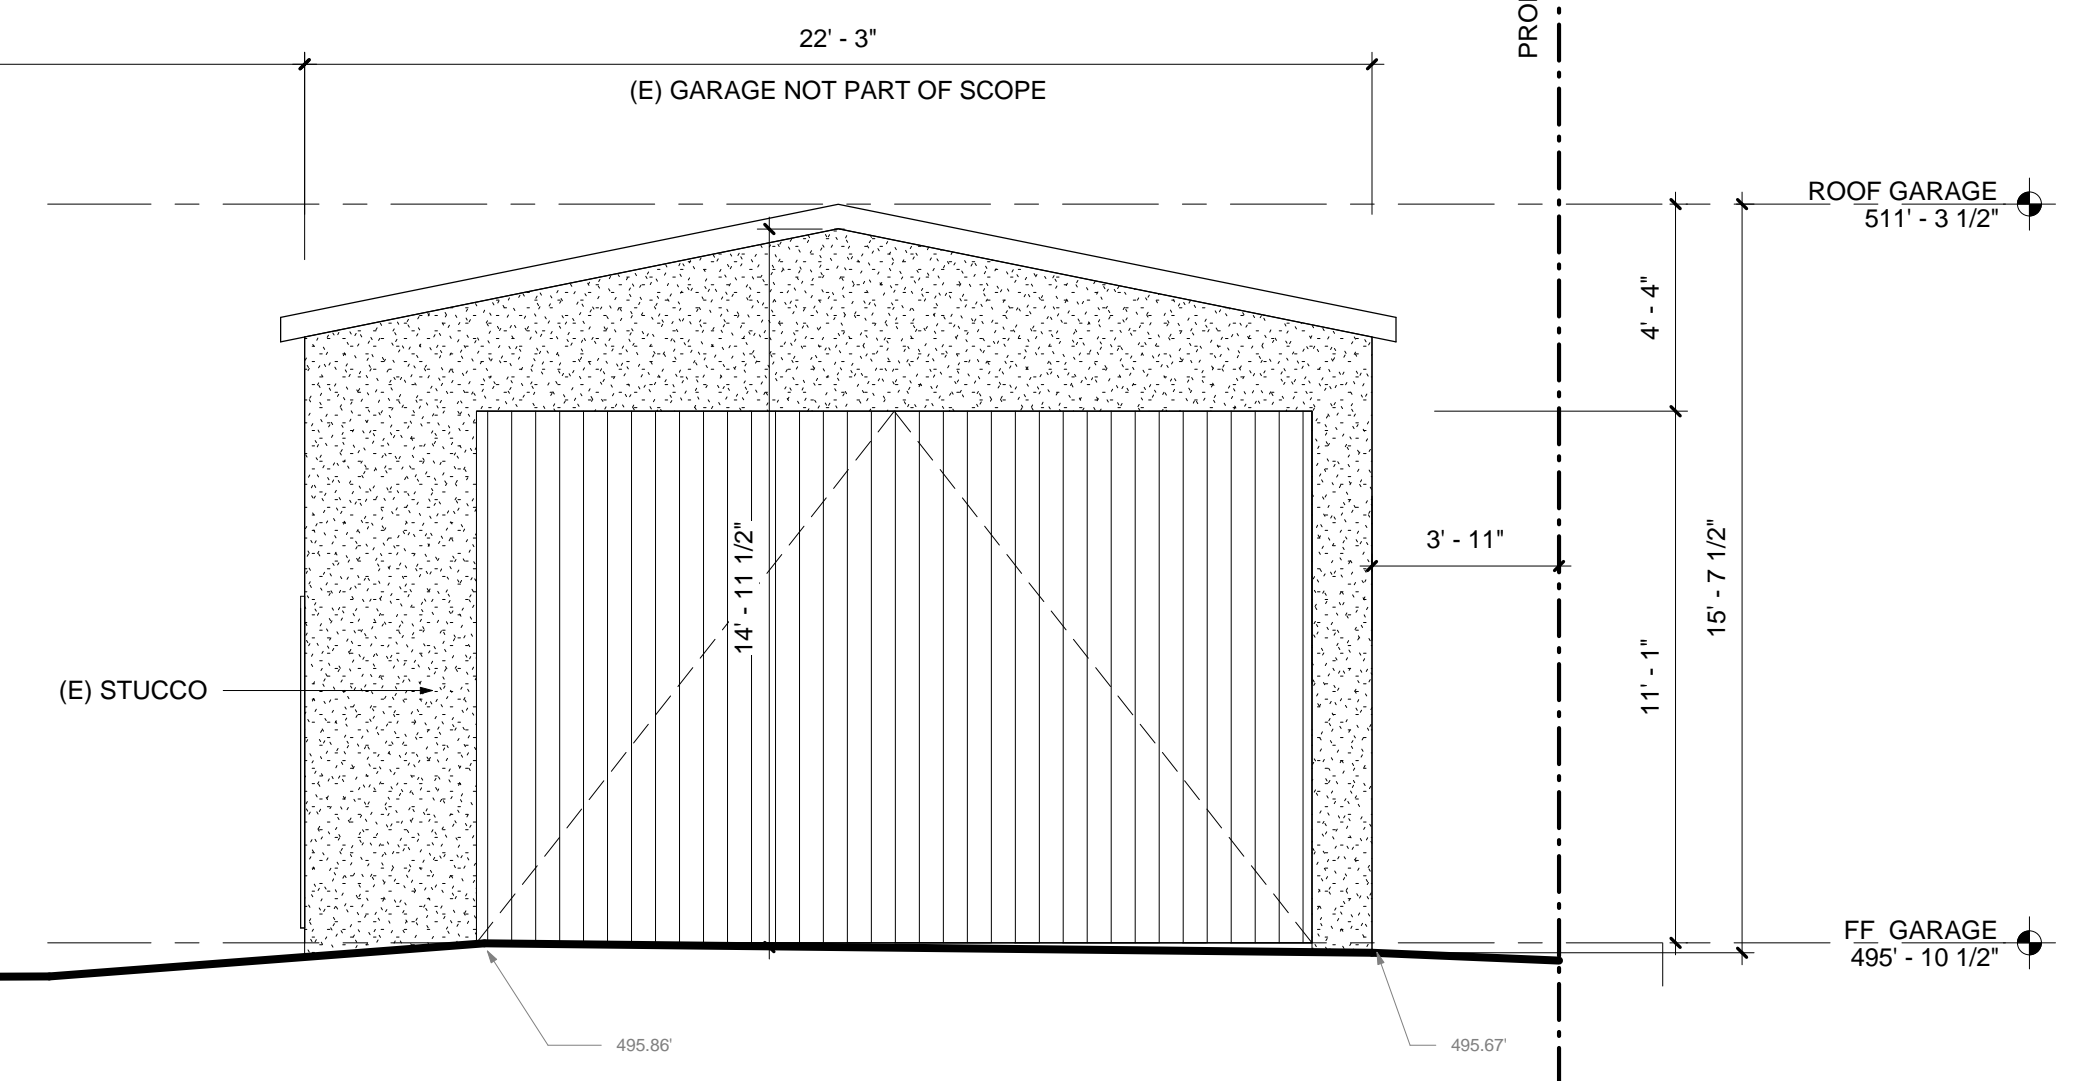 22' - 3"
(E) GARAGE NOT PART OF SCOPE
ROOF GARAGE
511' - 3 1/2"
4' - 4"
3' - 11"
15' - 7 1/2"
14' - 11 1/2"
11' - 1"
(E) STUCCO
FF GARAGE
495' - 10 1/2"
495.86'
495.67'